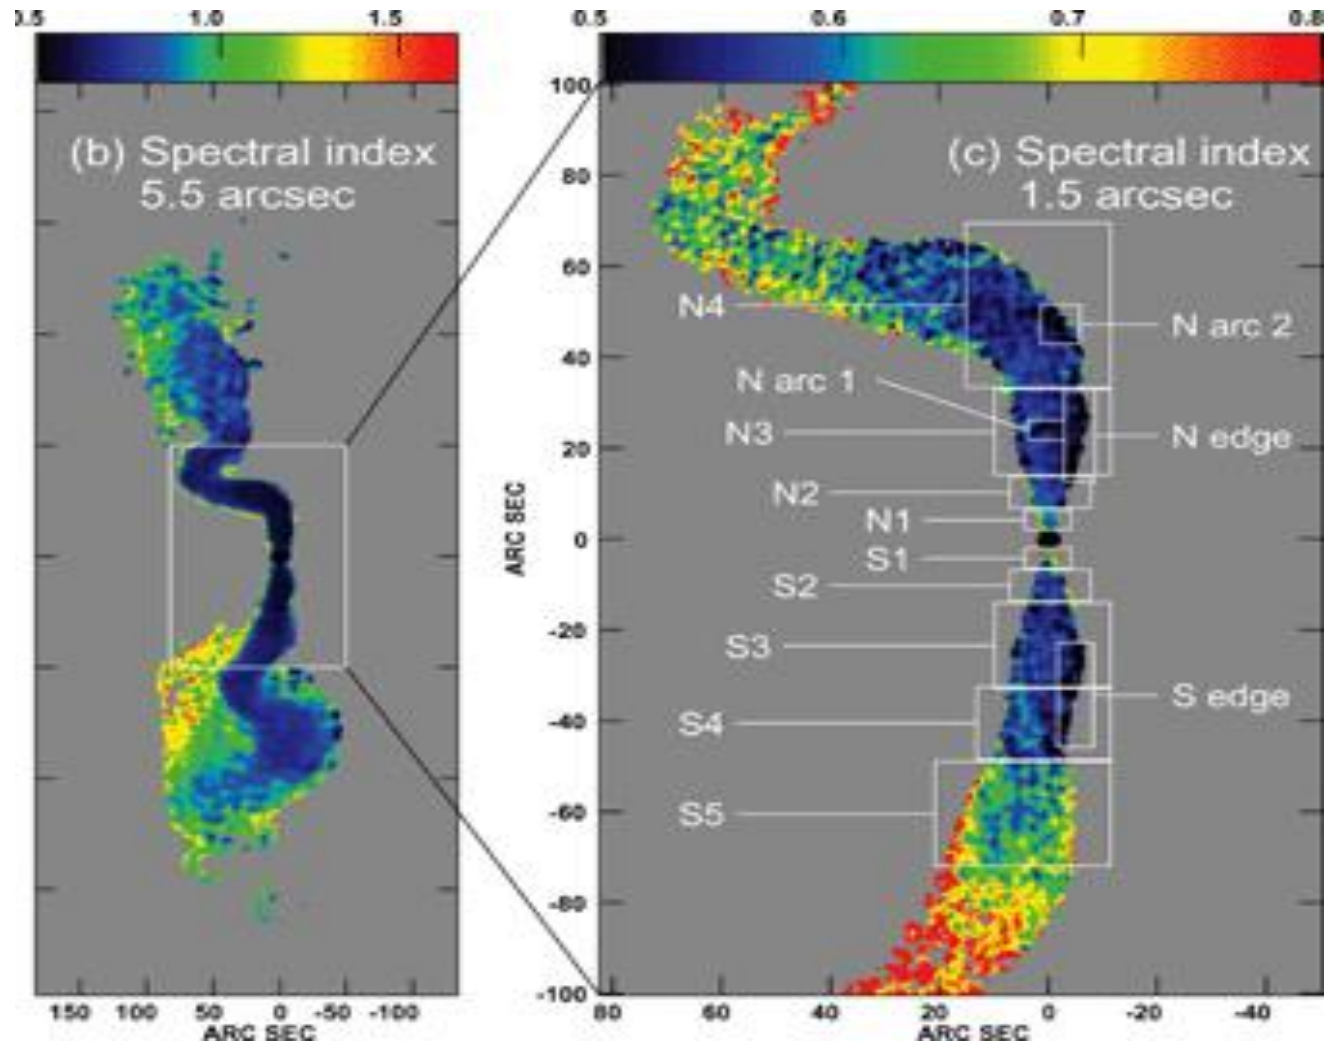 0.5 1.0 1.5
0.5 0.6 0.7 0.8
(b) Spectral index
5.5 arcsec
(c) Spectral index
1.5 arcsec
100
80
60
40
20
0
-20
-40
-60
-80
-100
ARC SEC
N4
N arc 2
N arc 1
N3
N edge
N2
N1
S1
S2
S3
S edge
S4
S5
150 100 50 0 -50 -100
ARC SEC
80 60 40 20 0 -20 -40
ARC SEC